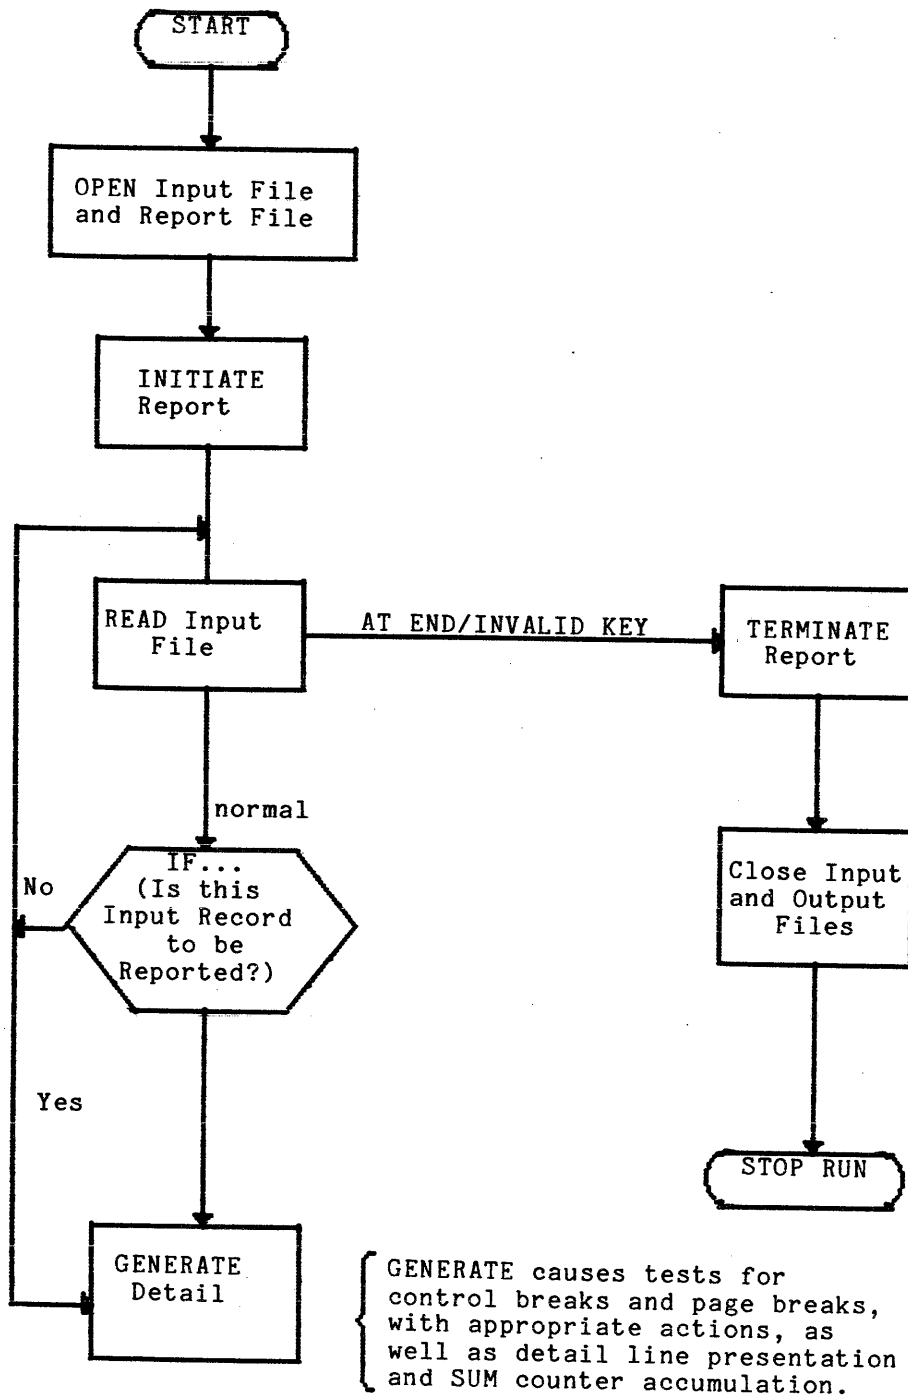 START
OPEN Input File
and Report File
INITIATE
Report
READ Input
File
AT END/INVALID KEY
TERMINATE
Report
normal
IF...
(Is this
Input Record
to be
Reported?)
No
Close Input
and Output
Files
Yes
STOP RUN
GENERATE
Detail
GENERATE causes tests for
control breaks and page breaks,
with appropriate actions, as
well as detail line presentation
and SUM counter accumulation.